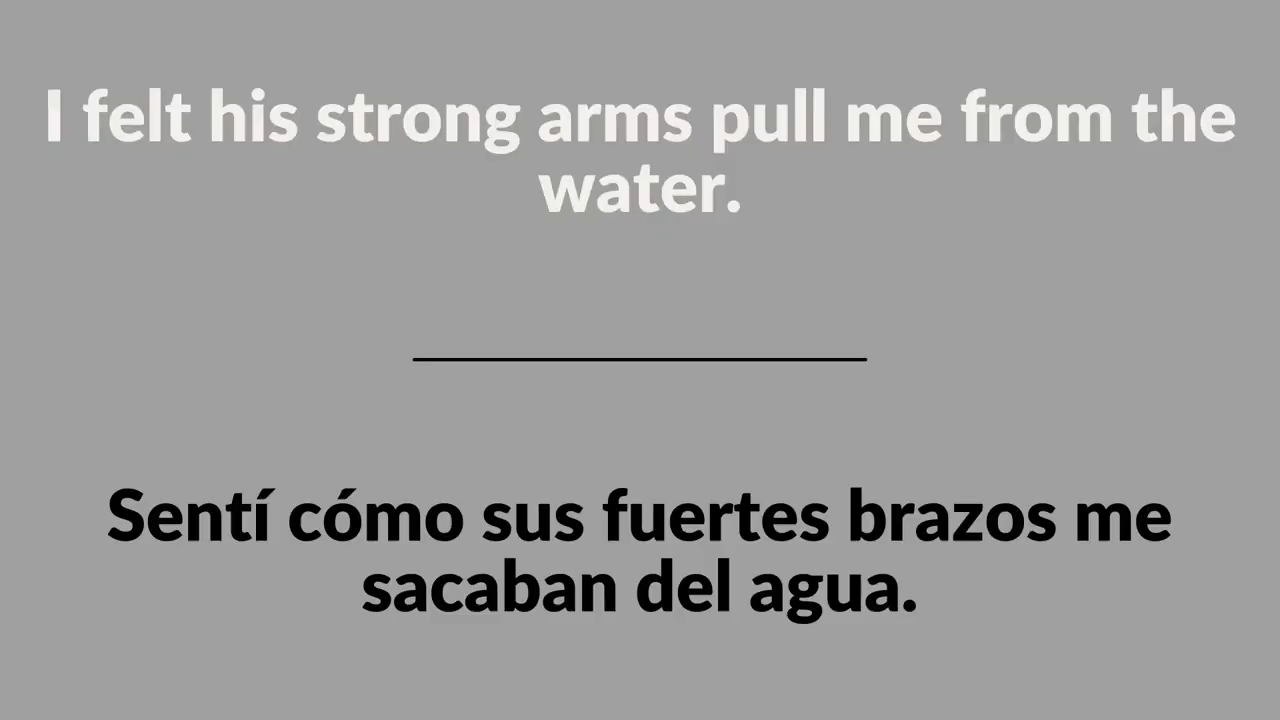 I felt his strong arms pull me from the
water.
Sentí cómo sus fuertes brazos me
sacaban del agua.